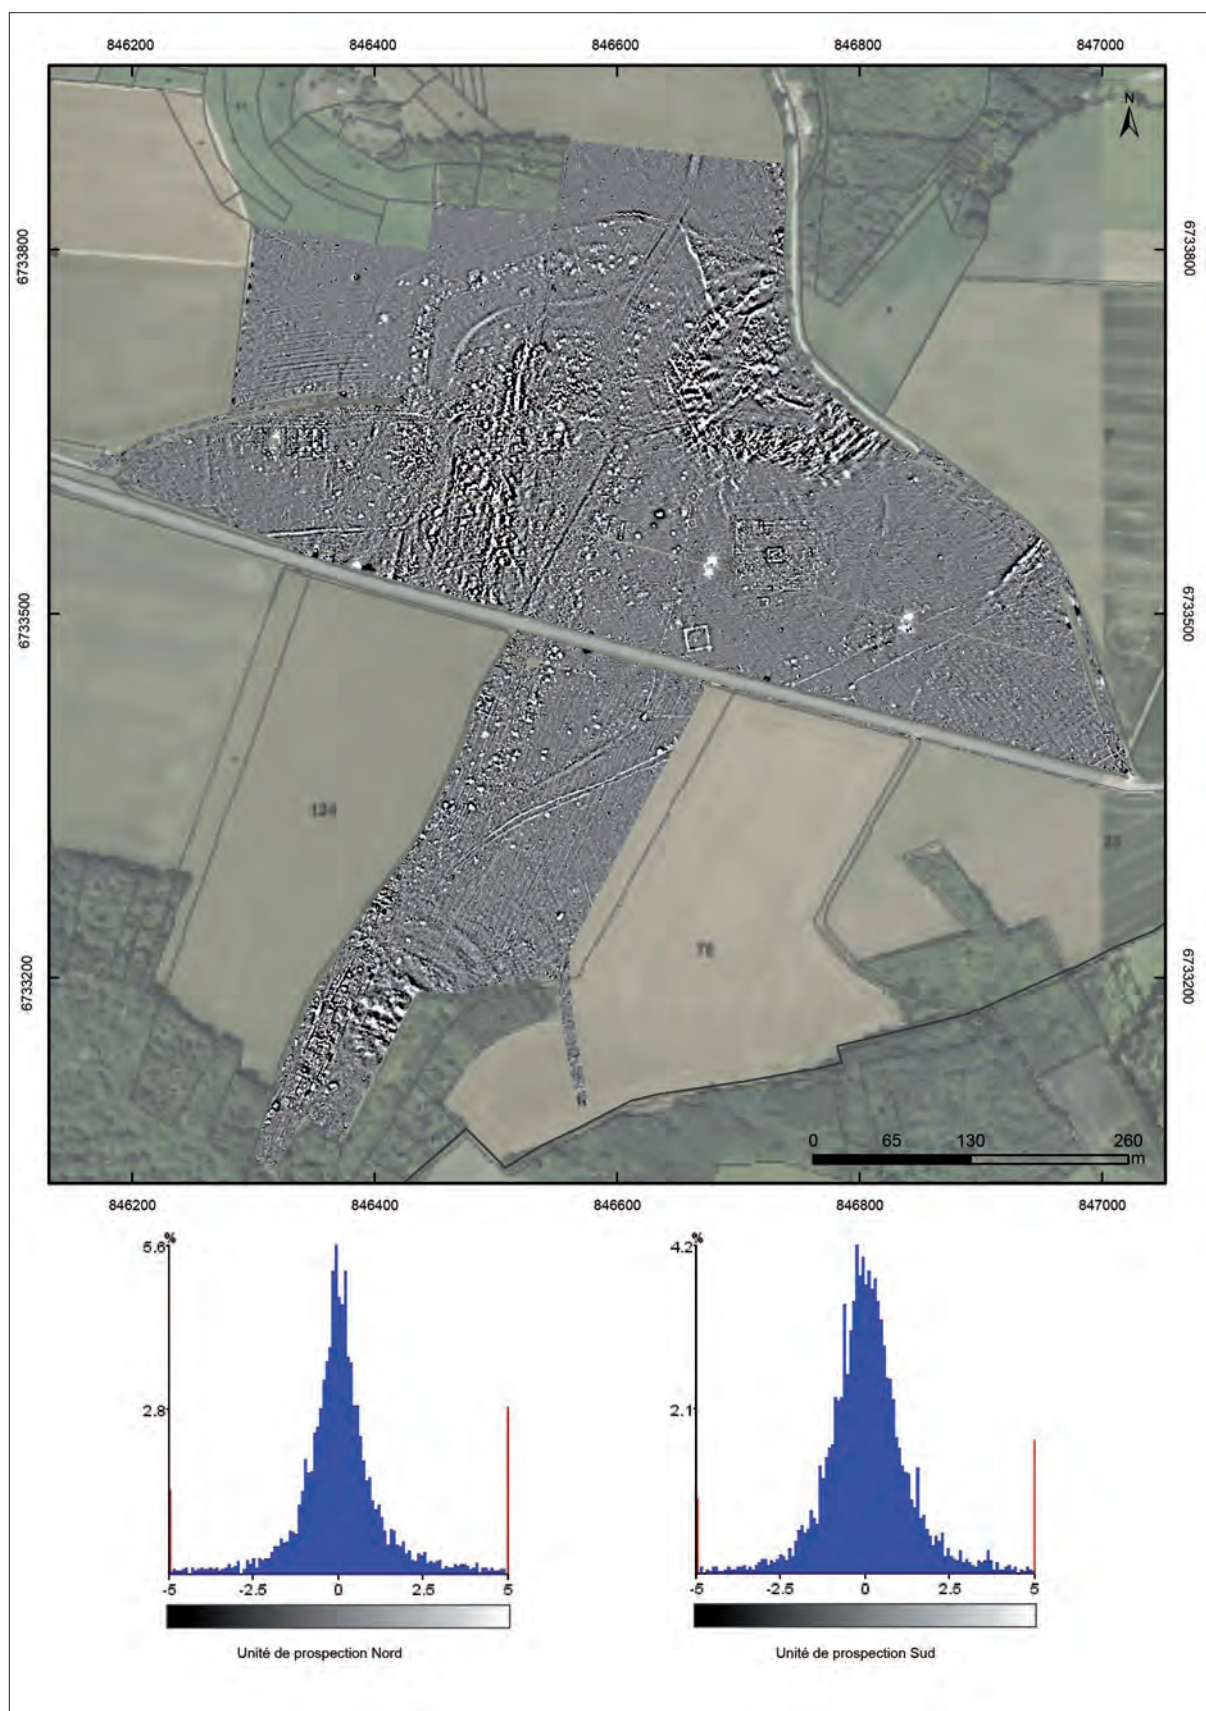 846200 846400 846600 846800 847000
N
6733800 6733800
6733500 6733500
124
23
78
6733200 6733200
0 65 130 260
m
846200 846400 846600 846800 847000
% %
5.6 4.2
2.8 2.1
-5 -2.5 0 2.5 5 -5 -2.5 0 2.5 5
Unité de prospection Nord Unité de prospection Sud